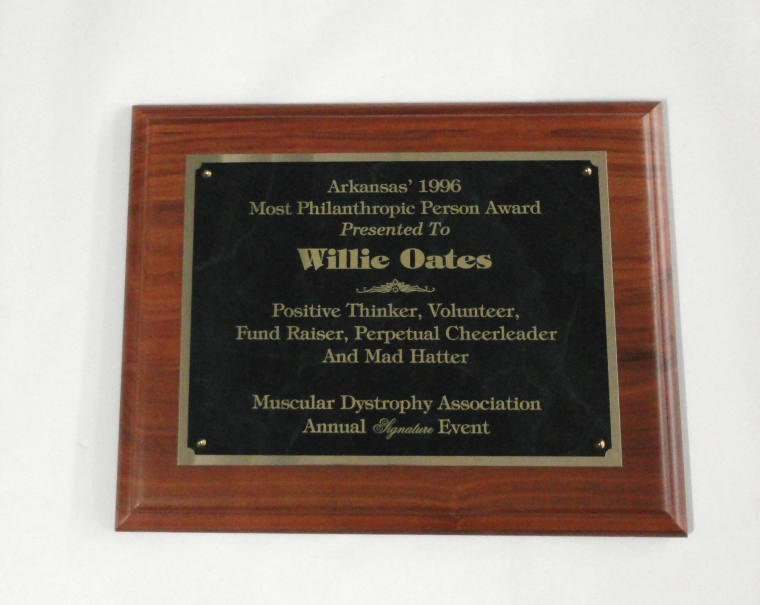 Arkansas' 1996
Most Philanthropic Person Award
Presented To
Willie Oates
Positive Thinker, Volunteer,
Fund Raiser, Perpetual Cheerleader
And Mad Hatter
Muscular Dystrophy Association
Annual Signature Event